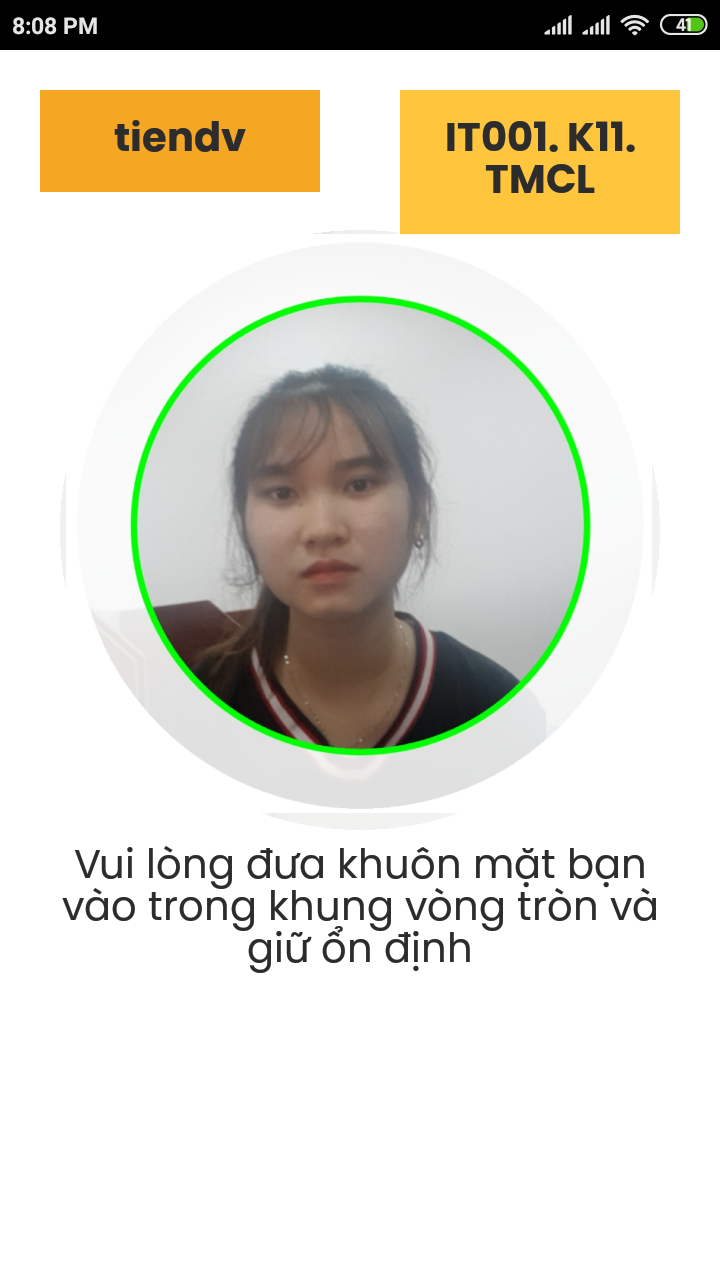 8:08 PM
41
tiendv
IT001. K11.
TMCL
Vui lòng đưa khuôn mặt bạn
vào trong khung vòng tròn và
giữ ổn định